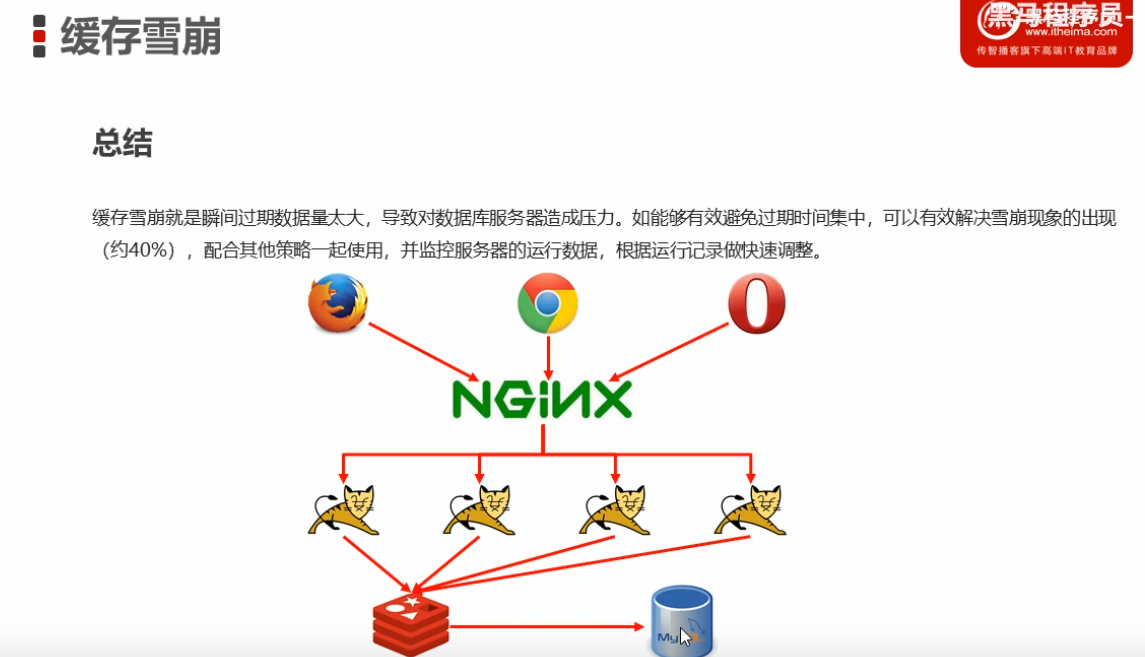 缓存雪崩
黑马程序员-
www.itheima.com
传智播客旗下高端IT教育品牌
总结
缓存雪崩就是瞬间过期数据量太大，导致对数据库服务器造成压力。如能够有效避免过期时间集中，可以有效解决雪崩现象的出现
（约40%），配合其他策略一起使用，并监控服务器的运行数据，根据运行记录做快速调整。
NGiNX